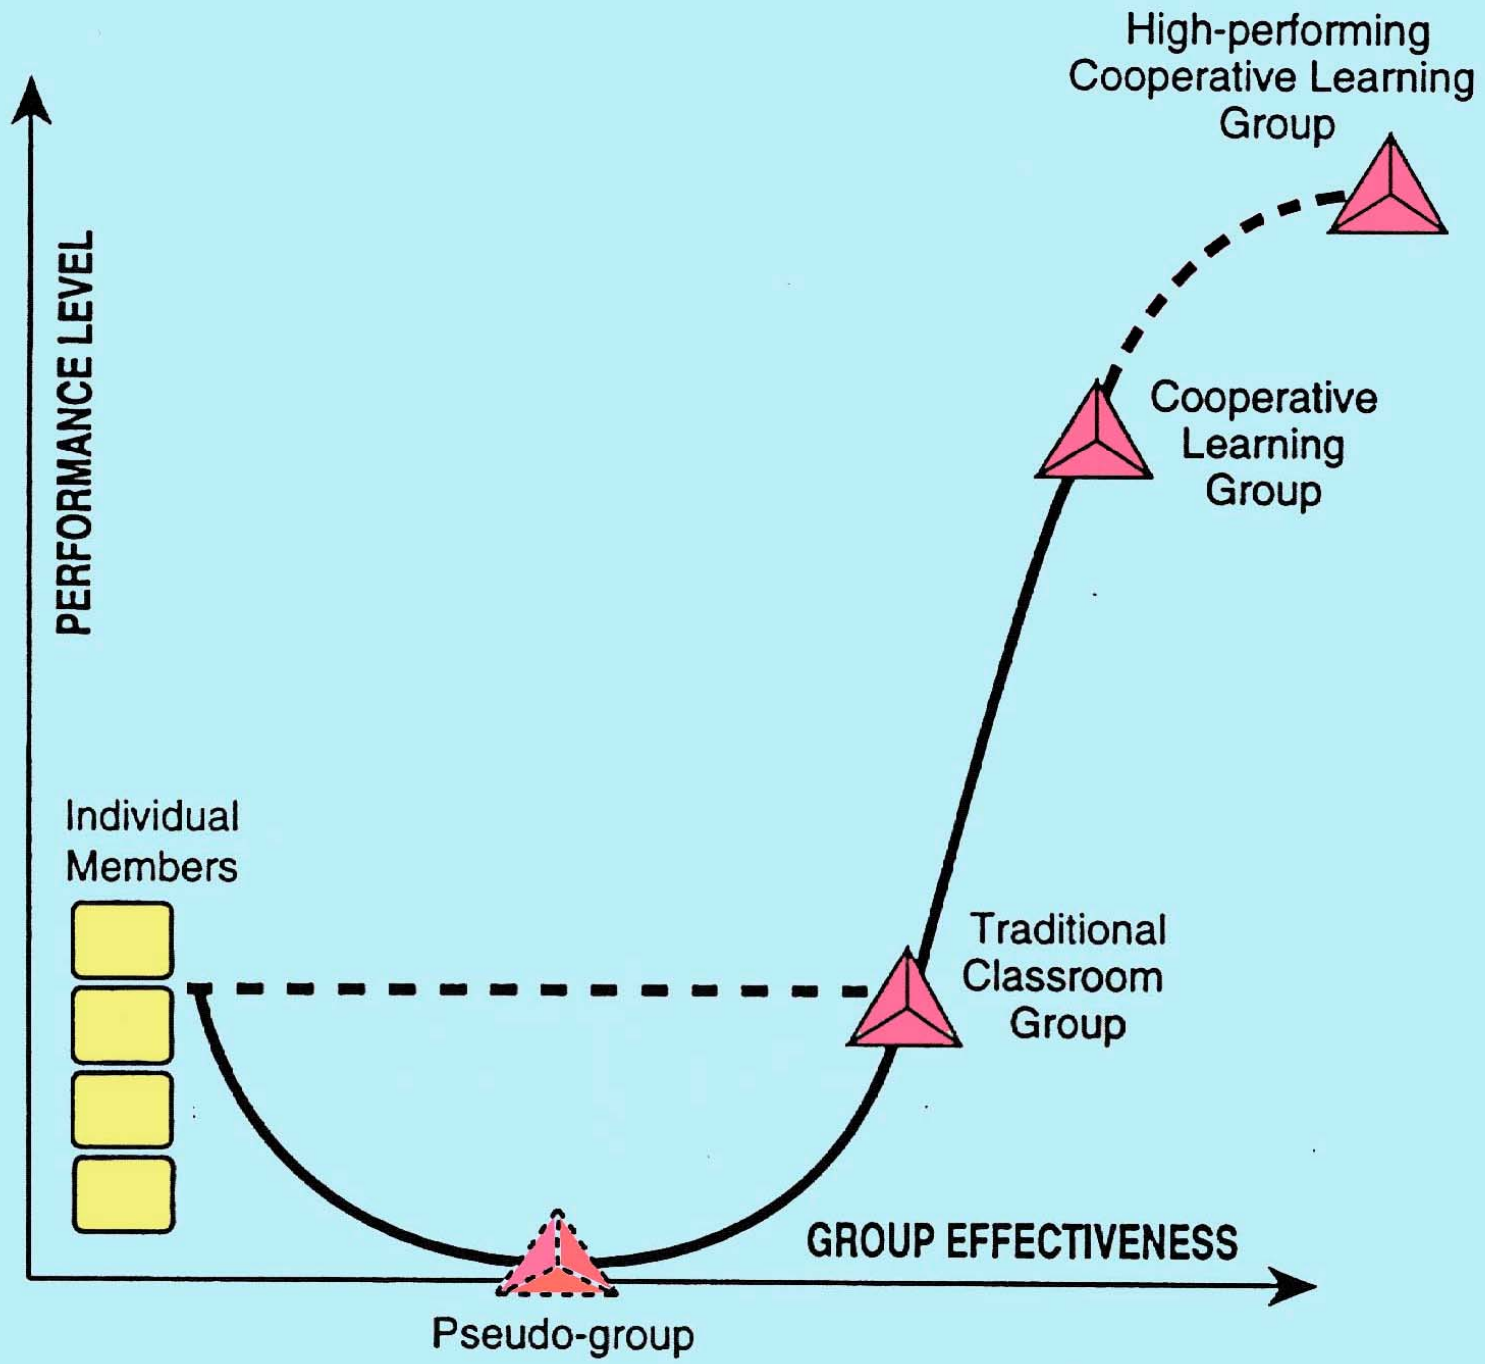 High-performing
Cooperative Learning
Group
PERFORMANCE LEVEL
Cooperative
Learning
Group
Individual
Members
Traditional
Classroom
Group
GROUP EFFECTIVENESS
Pseudo-group